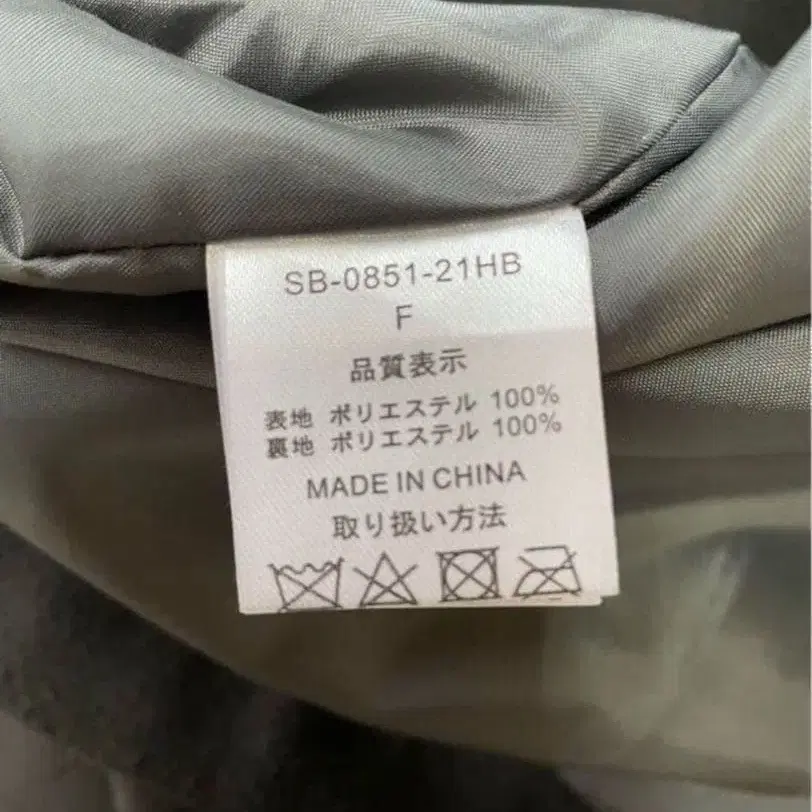 SB-0851-21HB
F
品質表示
表地 ポリエステル 100%
裏地 ポリエステル 100%
MADE IN CHINA
取り扱い方法